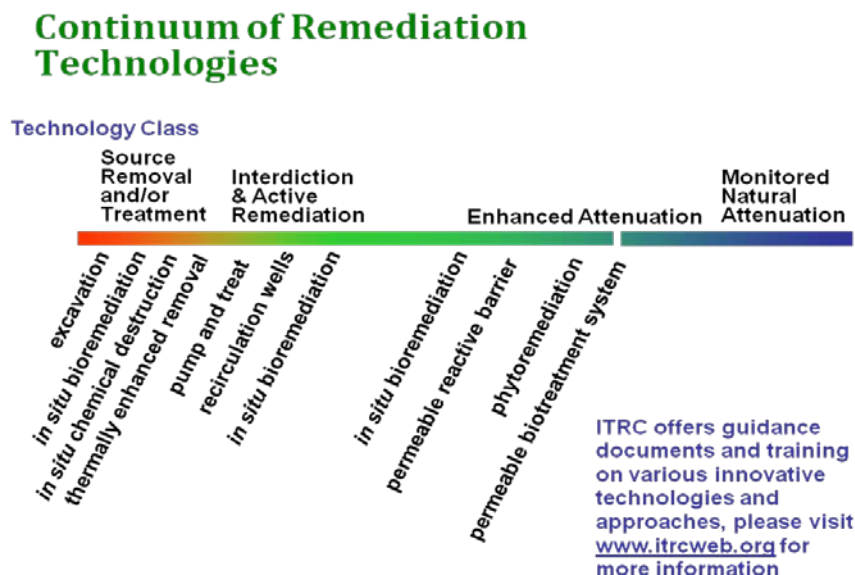 Continuum of Remediation
Technologies
Technology Class
Source
Removal
and/or
Treatment
Interdiction
& Active
Remediation
Enhanced Attenuation
Monitored
Natural
Attenuation
excavation
in situ bioremediation
in situ chemical destruction
thermally enhanced removal
pump and treat
recirculation wells
in situ bioremediation
in situ bioremediation
permeable reactive barrier
phytoremediation
permeable biotreatment system
ITRC offers guidance
documents and training
on various innovative
technologies and
approaches, please visit
www.itrcweb.org for
more information